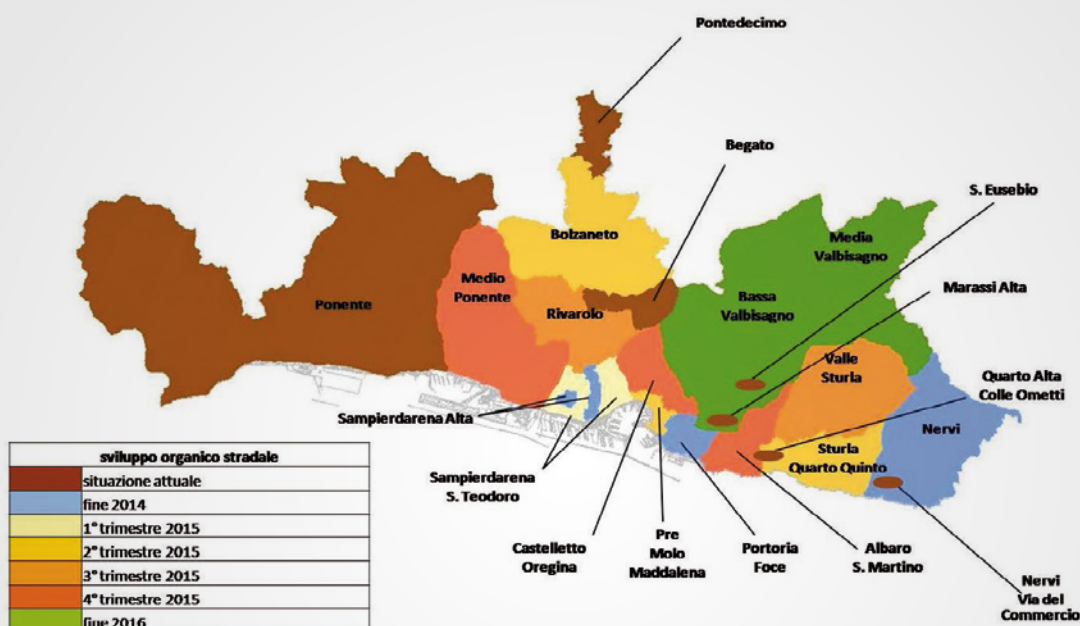 Pontedecimo
Begato
S. Eusebio
Bolzaneto
Media
Valbisagno
Medio
Ponente
Marassi Alta
Ponente
Bassa
Valbisagno
Rivarolo
Valle
Sturla
Quarto Alta
Colle Ometti
Sampierdarena Alta
Nervi
Sturla
Quarto Quinto
Sampierdarena
S. Teodoro
Castelletto
Oregina
Pre
Molo
Maddalena
Portoria
Foce
Albaro
S. Martino
Nervi
Via del
Commercio
sviluppo organico stradale
situazione attuale
fine 2014
1° trimestre 2015
2° trimestre 2015
3° trimestre 2015
4° trimestre 2015
fine 2016